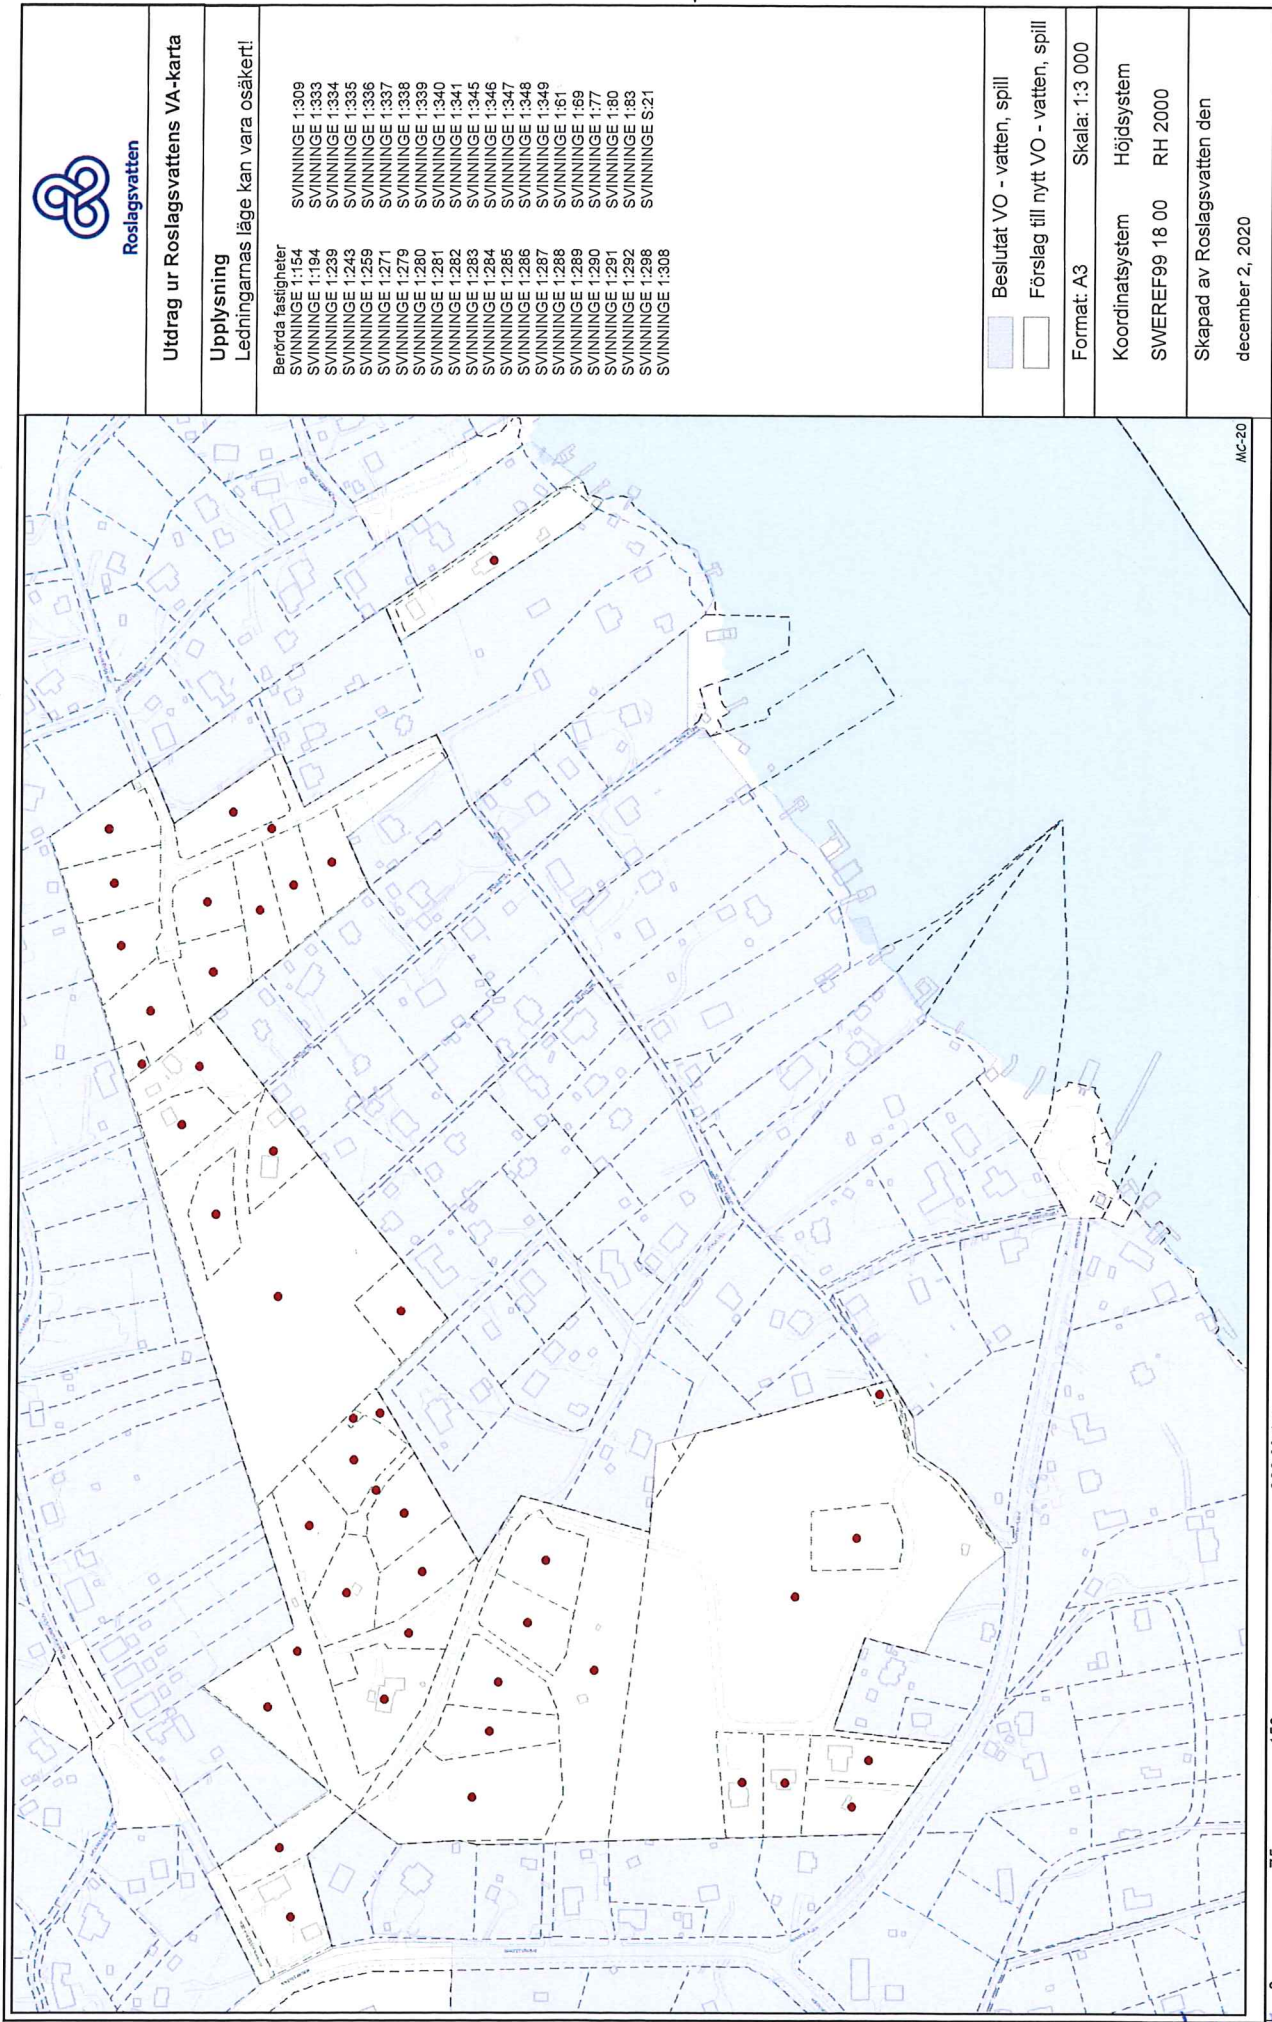 Roslagsvatten
Utdrag ur Roslagsvattens VA-karta
Upplysning
Ledningarnas läge kan vara osäkert!
Berörda fastigheter
SVINNINGE 1:154 SVINNINGE 1:309
SVINNINGE 1:194 SVINNINGE 1:333
SVINNINGE 1:239 SVINNINGE 1:334
SVINNINGE 1:243 SVINNINGE 1:335
SVINNINGE 1:259 SVINNINGE 1:336
SVINNINGE 1:271 SVINNINGE 1:337
SVINNINGE 1:279 SVINNINGE 1:338
SVINNINGE 1:280 SVINNINGE 1:339
SVINNINGE 1:281 SVINNINGE 1:340
SVINNINGE 1:282 SVINNINGE 1:341
SVINNINGE 1:283 SVINNINGE 1:345
SVINNINGE 1:284 SVINNINGE 1:346
SVINNINGE 1:285 SVINNINGE 1:347
SVINNINGE 1:286 SVINNINGE 1:348
SVINNINGE 1:287 SVINNINGE 1:349
SVINNINGE 1:288 SVINNINGE 1:61
SVINNINGE 1:289 SVINNINGE 1:69
SVINNINGE 1:290 SVINNINGE 1:77
SVINNINGE 1:291 SVINNINGE 1:80
SVINNINGE 1:292 SVINNINGE 1:83
SVINNINGE 1:298 SVINNINGE S:21
SVINNINGE 1:308
Beslutat VO - vatten, spill
Förslag till nytt VO - vatten, spill
Format: A3 Skala: 1:3 000
Koordinatsystem Höjdsystem
SWEREF99 18 00 RH 2000
Skapad av Roslagsvatten den
december 2, 2020
MC-20